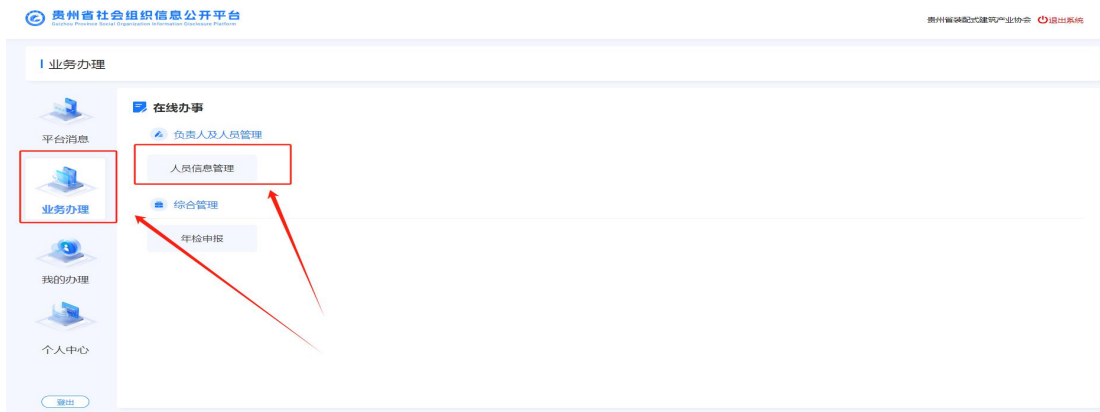 贵州省社会组织信息公开平台
Guizhou Province Social Organization Information Disclosure Platform
贵州省装配式建筑产业协会 退出系统
业务办理
平台消息
业务办理
我的办理
个人中心
登出
在线办事
负责人及人员管理
人员信息管理
综合管理
年检申报